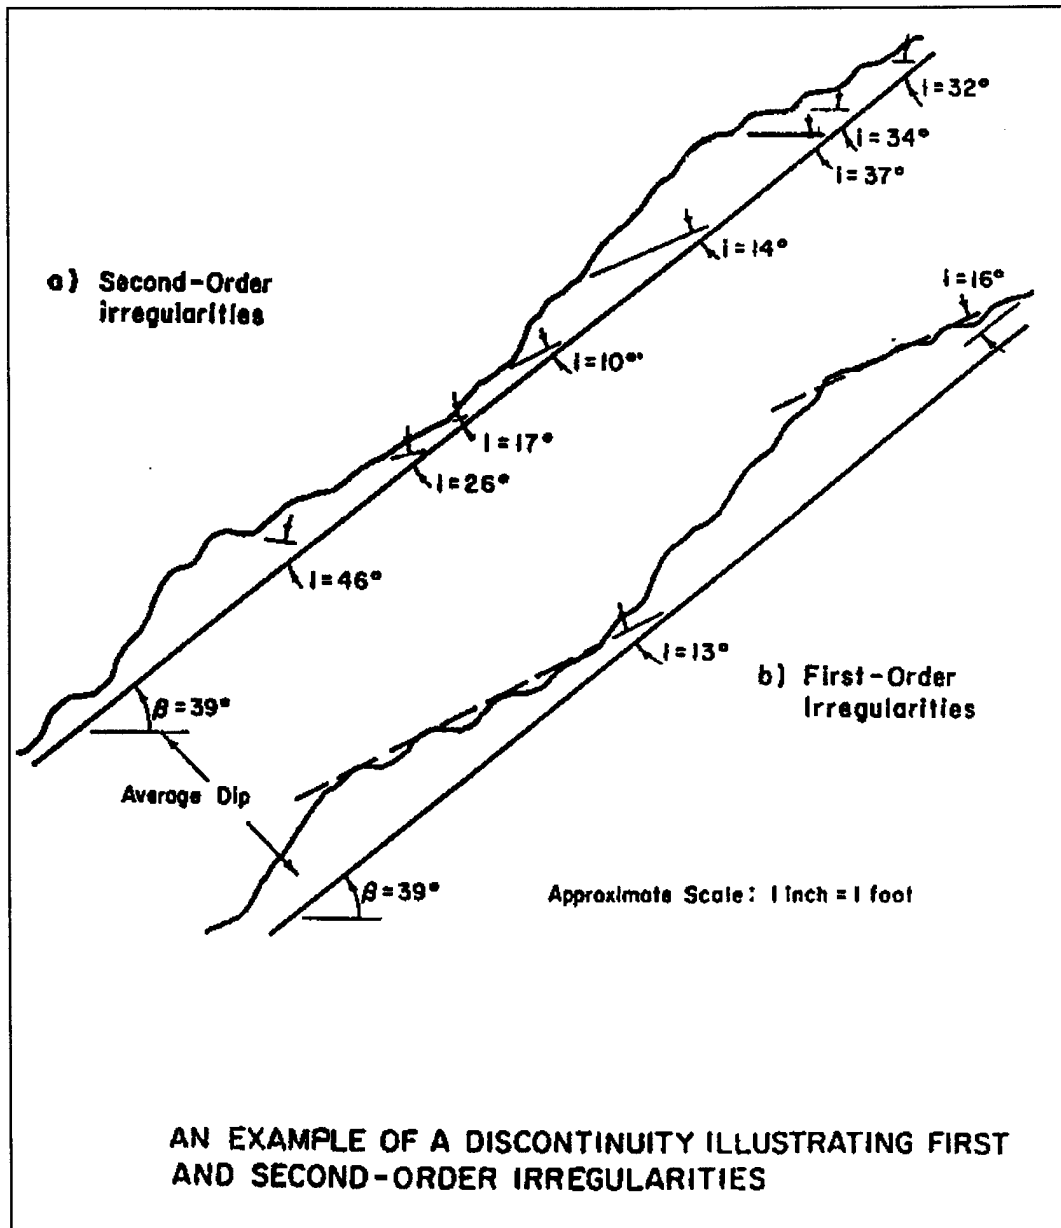 i=32°
i=34°
i=37°
i=14°
a) Second-Order
irregularities
i=16°
i=10°
i=17°
i=26°
i=46°
i=13°
b) First-Order
Irregularities
β=39°
Average Dip
β=39°
Approximate Scale: 1 inch = 1 foot
AN EXAMPLE OF A DISCONTINUITY ILLUSTRATING FIRST
AND SECOND-ORDER IRREGULARITIES